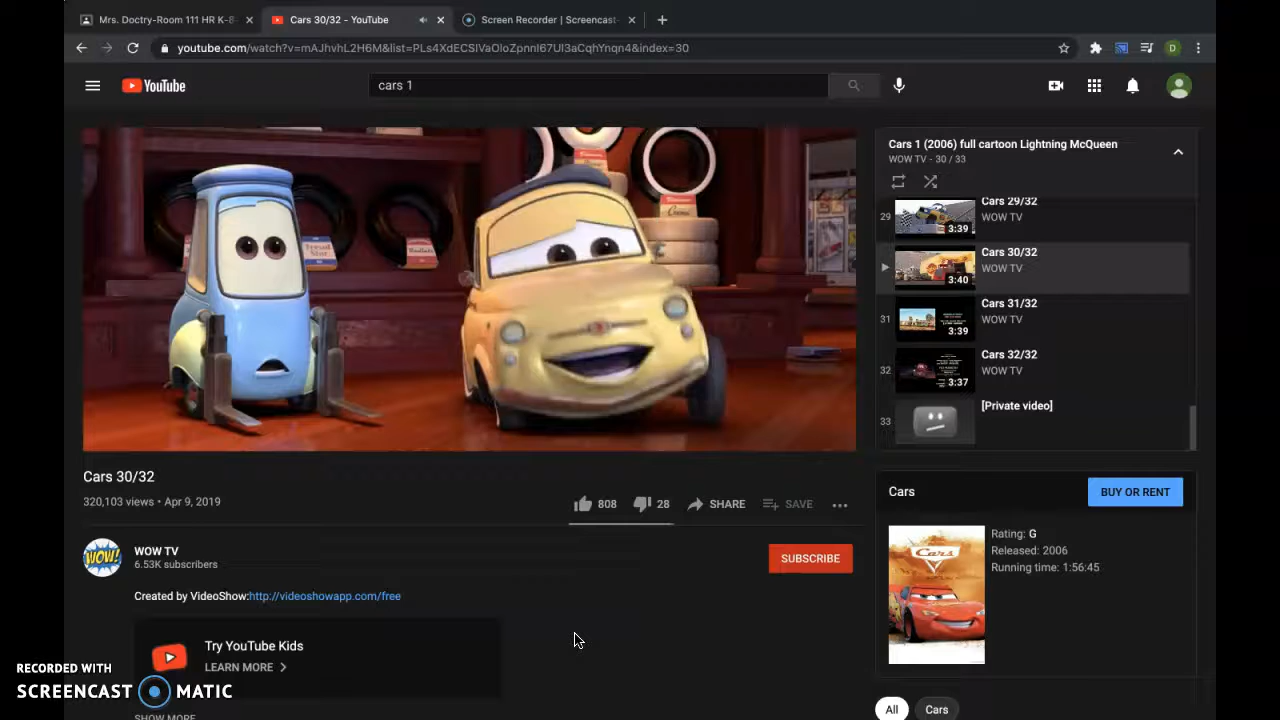 Mrs. Doctry-Room 111 HR K-8
Cars 30/32 - YouTube
Screen Recorder | Screencast-
youtube.com/watch?v=mAJhvhL2H6M&list=PLs4XdECSIVaOloZpnnl67Ul3aCqhYnqn4&index=30
D
YouTube
cars 1
Cars 1 (2006) full cartoon Lightning McQueen
WOW TV - 30 / 33
29
Cars 29/32
WOW TV
3:39
Cars 30/32
WOW TV
3:40
31
Cars 31/32
WOW TV
3:39
32
Cars 32/32
WOW TV
3:37
33
[Private video]
Cars 30/32
320,103 views • Apr 9, 2019
808
28
SHARE
SAVE
WOW!
WOW TV
6.53K subscribers
SUBSCRIBE
Created by VideoShow:http://videoshowapp.com/free
Try YouTube Kids
LEARN MORE
SHOW MORE
Cars
BUY OR RENT
Cars
Rating: G
Released: 2006
Running time: 1:56:45
All
Cars
RECORDED WITH
SCREENCAST MATIC